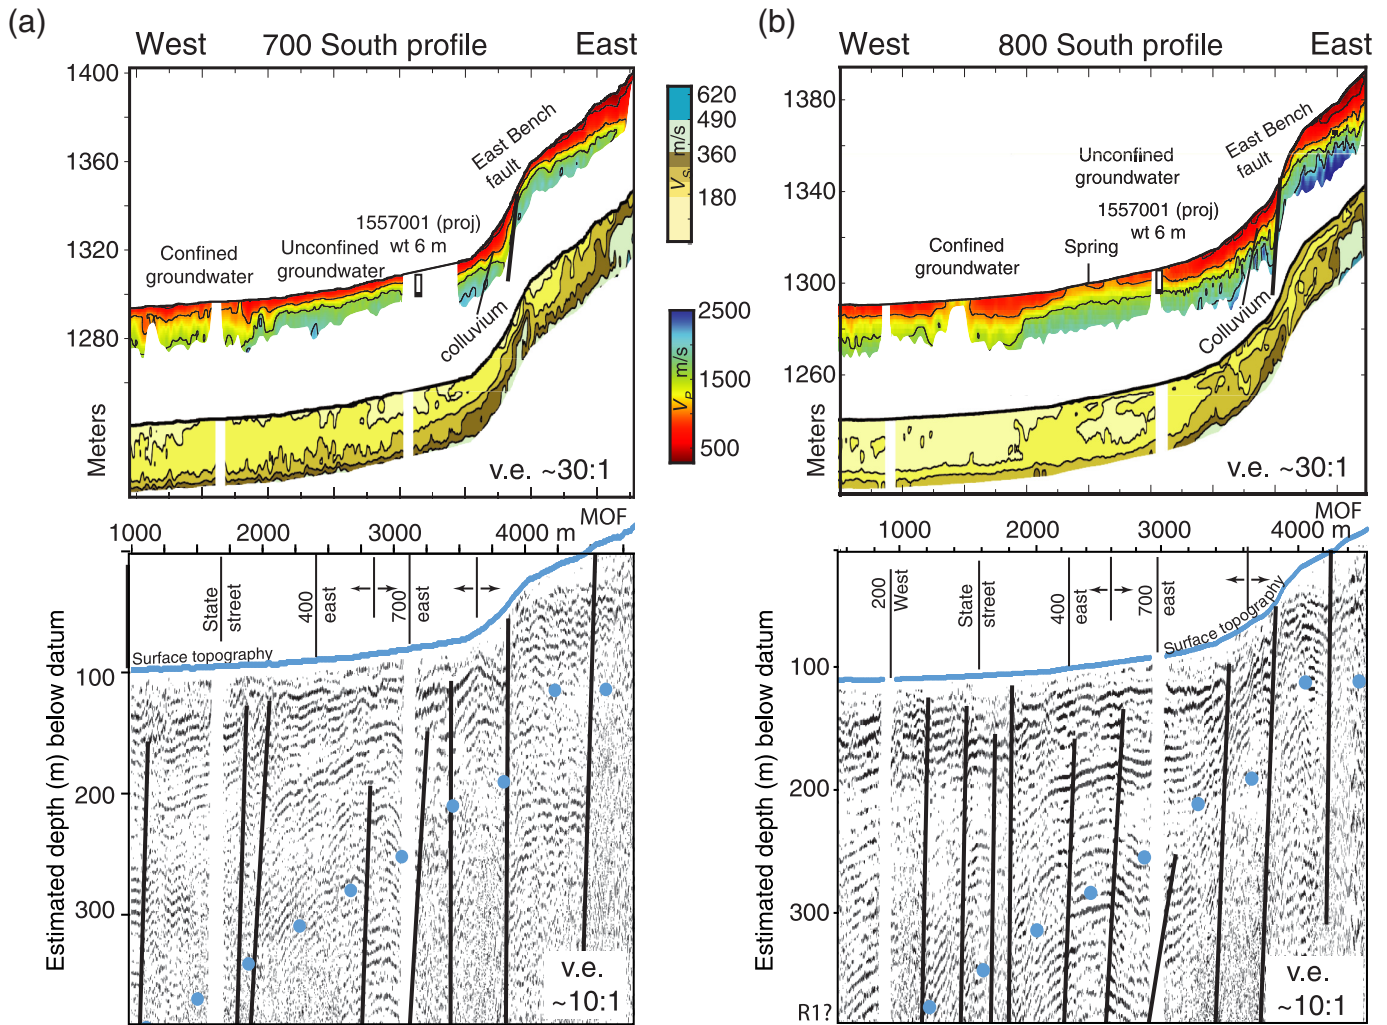 (a)
West
700 South profile
East
1400
1360
1320
1280
Meters
East Bench
fault
1557001 (proj)
wt 6 m
Confined
groundwater
Unconfined
groundwater
colluvium
v.e. ~30:1
620
490
360
180
Vs m/s
2500
1500
500
VP m/s
(b)
West
800 South profile
East
1380
1340
1300
1260
Meters
East Bench
fault
Unconfined
groundwater
1557001 (proj)
wt 6 m
Confined
groundwater
Spring
Colluvium
v.e. ~30:1
1000
2000
3000
4000 m
MOF
State
street
400
east
700
east
Surface topography
100
200
300
Estimated depth (m) below datum
v.e.
~10:1
1000
2000
3000
4000 m
MOF
200
West
State
street
400
east
700
east
Surface topography
100
200
300
Estimated depth (m) below datum
R1?
v.e.
~10:1